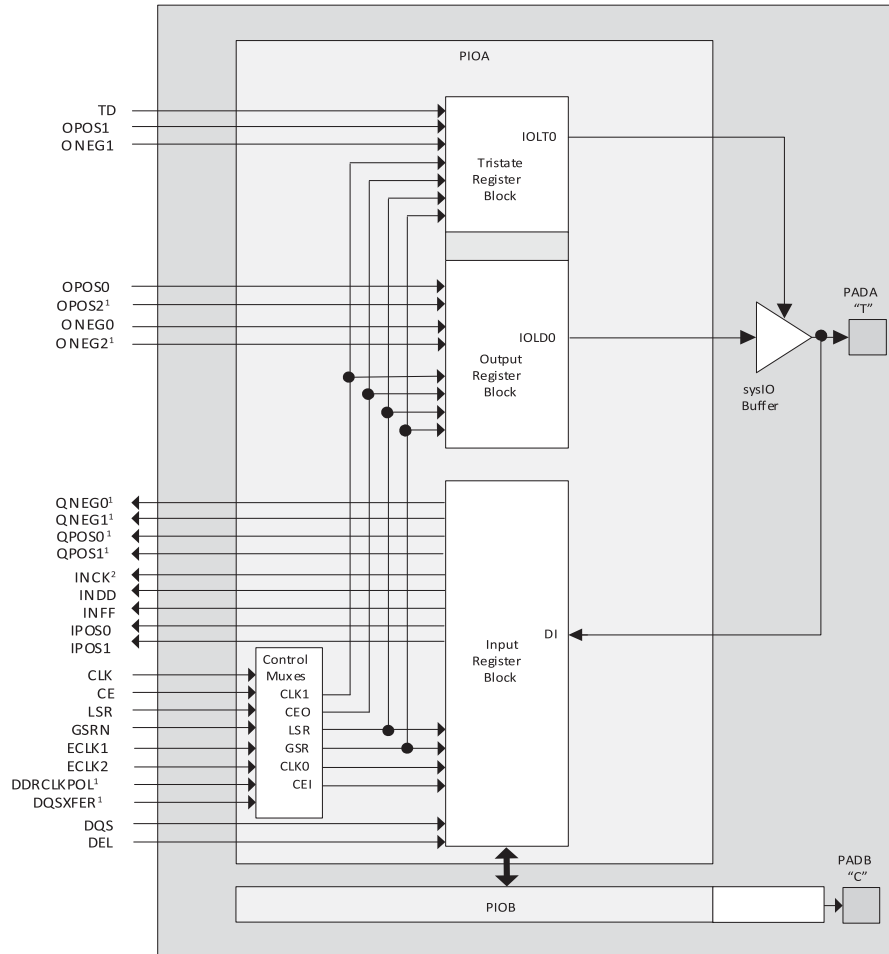 PIOA
TD
OPOS1
ONEG1
IOLT0
Tristate
Register
Block
OPOS0
OPOS2¹
ONEG0
ONEG2¹
IOLD0
Output
Register
Block
PADA
“T”
sysIO
Buffer
QNEG0¹
QNEG1¹
QPOS0¹
QPOS1¹
INCK²
INDD
INFF
IPOS0
IPOS1
DI
Input
Register
Block
CLK
CE
LSR
GSRN
ECLK1
ECLK2
DDRCLKPOL¹
DQSXFER¹
DQS
DEL
Control
Muxes
CLK1
CEO
LSR
GSR
CLK0
CEI
PADB
“C”
PIOB